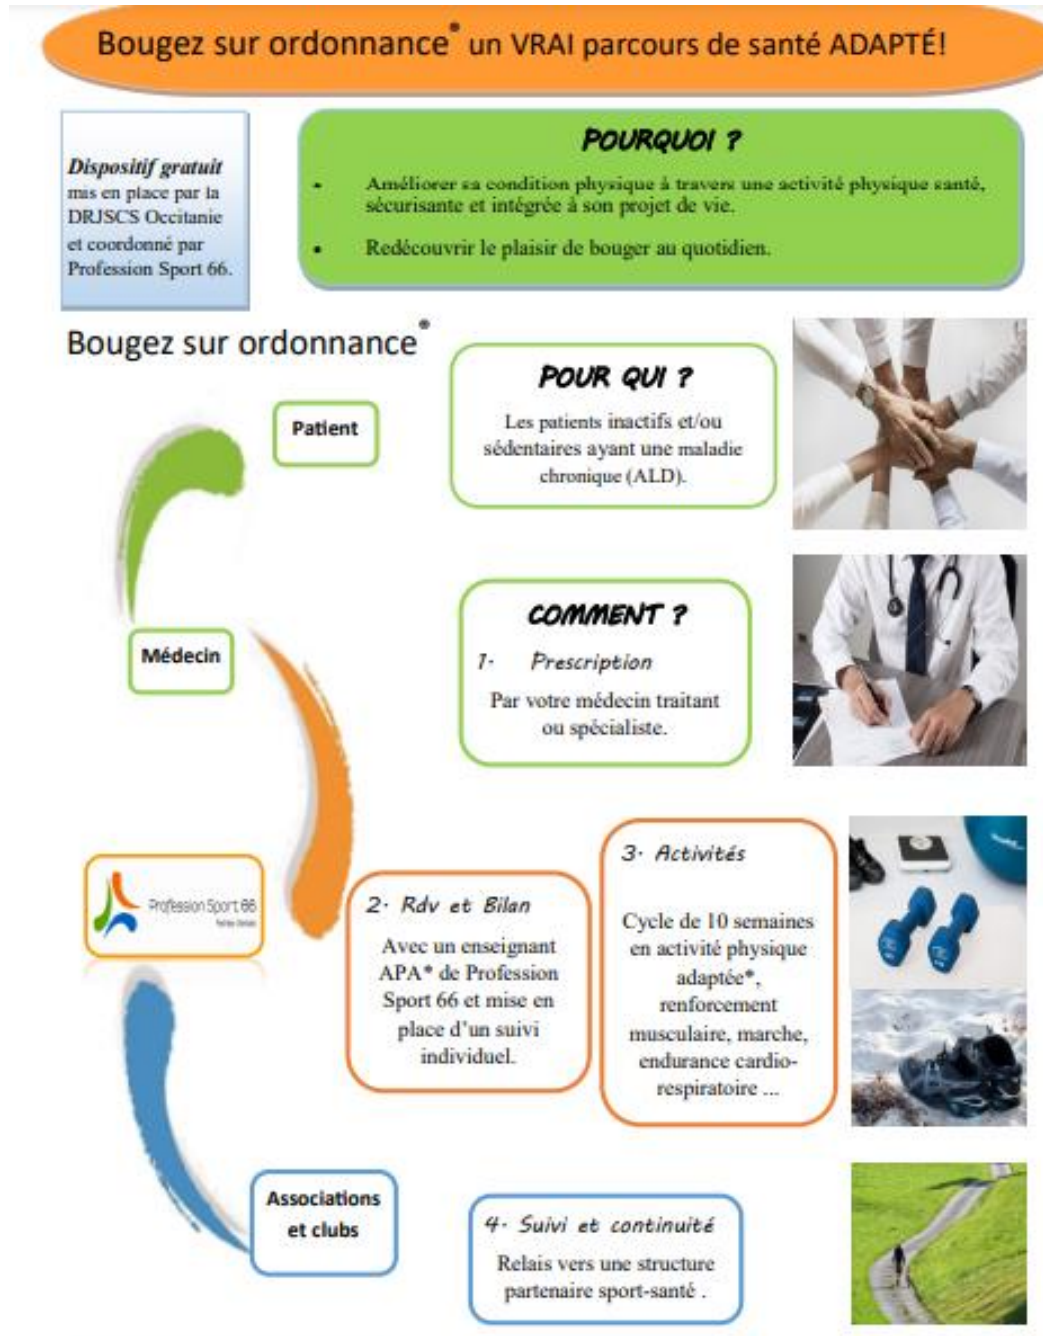 Bougez sur ordonnance® un VRAI parcours de santé ADAPTÉ!
Dispositif gratuit
mis en place par la
DRJSCS Occitanie
et coordonné par
Profession Sport 66.
POURQUOI ?
• Améliorer sa condition physique à travers une activité physique santé,
sécurisante et intégrée à son projet de vie.
• Redécouvrir le plaisir de bouger au quotidien.
Bougez sur ordonnance®
Patient
POUR QUI ?
Les patients inactifs et/ou
sédentaires ayant une maladie
chronique (ALD).
Médecin
COMMENT ?
1. Prescription
Par votre médecin traitant
ou spécialiste.
Profession Sport 66
2. Rdv et Bilan
Avec un enseignant
APA* de Profession
Sport 66 et mise en
place d'un suivi
individuel.
3. Activités
Cycle de 10 semaines
en activité physique
adaptée*,
renforcement
musculaire, marche,
endurance cardio-
respiratoire ...
Associations
et clubs
4. Suivi et continuité
Relais vers une structure
partenaire sport-santé .